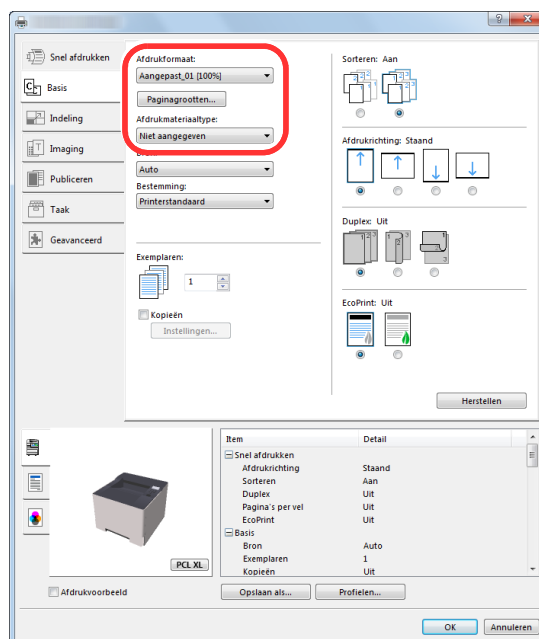 Snel afdrukken
Basis
Indeling
Imaging
Publiceren
Taak
Geavanceerd
Afdrukformaat:
Aangepast_01 [100%]
Paginagrootten...
Afdrukmateriaaltype:
Niet aangegeven
Auto
Bestemming:
Printerstandaard
Exemplaren:
1
Kopieën
Instellingen...
Sorteren: Aan
Afdrukrichting: Staand
Duplex: Uit
EcoPrint: Uit
Herstellen
PCL XL
Afdrukvoorbeeld
Item Detail
Snel afdrukken
Afdrukrichting Staand
Sorteren Aan
Duplex Uit
Pagina's per vel Uit
EcoPrint Uit
Basis
Bron Auto
Exemplaren 1
Kopieën Uit
Opslaan als... Profielen...
OK Annuleren